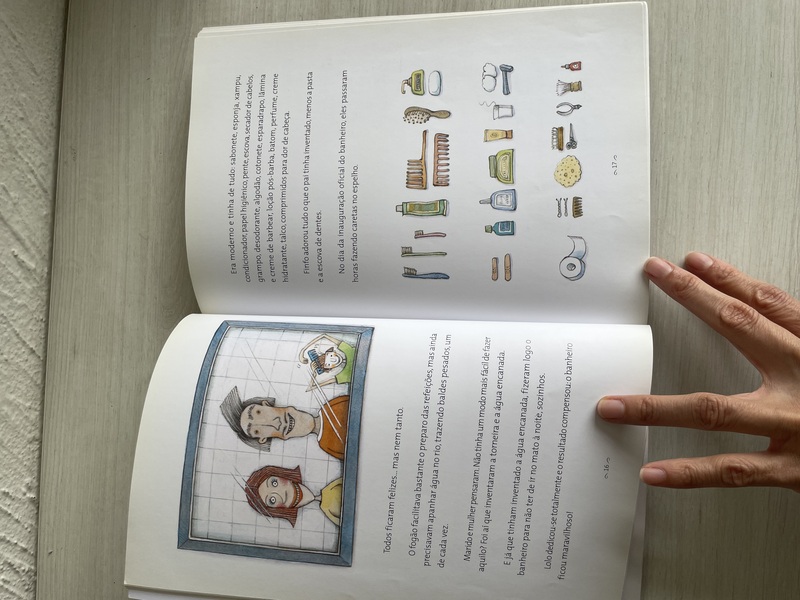 Todos ficaram felizes... mas nem tanto.
O fogão facilitava bastante o preparo das refeições, mas ainda
precisavam apanhar água no rio, trazendo baldes pesados, um
de cada vez.
Marido e mulher pensaram. Não tinha um modo mais fácil de fazer
aquilo? Foi aí que inventaram a torneira e a água encanada.
E já que tinham inventado a água encanada, fizeram logo o
banheiro para não ter de ir no mato à noite, sozinhos.
Lolo dedicou-se totalmente e o resultado compensou: o banheiro
ficou maravilhoso!
16
Era moderno e tinha de tudo: sabonete, esponja, xampu,
condicionador, papel higiênico, pente, escova, secador de cabelos,
grampo, desodorante, algodão, cotonete, esparadrapo, lâmina
e creme de barbear, loção pós-barba, batom, perfume, creme
hidratante, talco, comprimidos para dor de cabeça.
Finfo adorou tudo o que o pai tinha inventado, menos a pasta
e a escova de dentes.
No dia da inauguração oficial do banheiro, eles passaram
horas fazendo caretas no espelho.
17